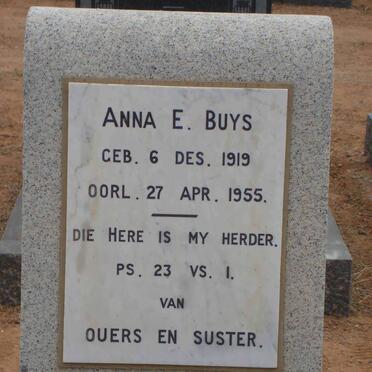 ANNA E. BUYS
GEB. 6 DES. 1919
OORL. 27 APR. 1955.
DIE HERE IS MY HERDER.
PS. 23 VS. 1.
VAN
OUERS EN SUSTER.